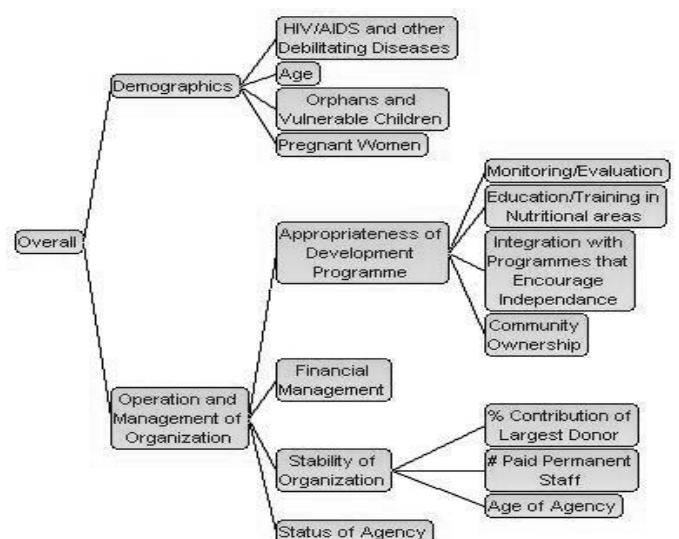 HIV/AIDS and other
Debilitating Diseases
Demographics
Age
Orphans and
Vulnerable Children
Pregnant Women
Overall
Operation and
Management of
Organization
Appropriateness of
Development
Programme
Monitoring/Evaluation
Education/Training in
Nutritional areas
Integration with
Programmes that
Encourage
Independance
Community
Ownership
Financial
Management
Stability of
Organization
% Contribution of
Largest Donor
# Paid Permanent
Staff
Age of Agency
Status of Agency